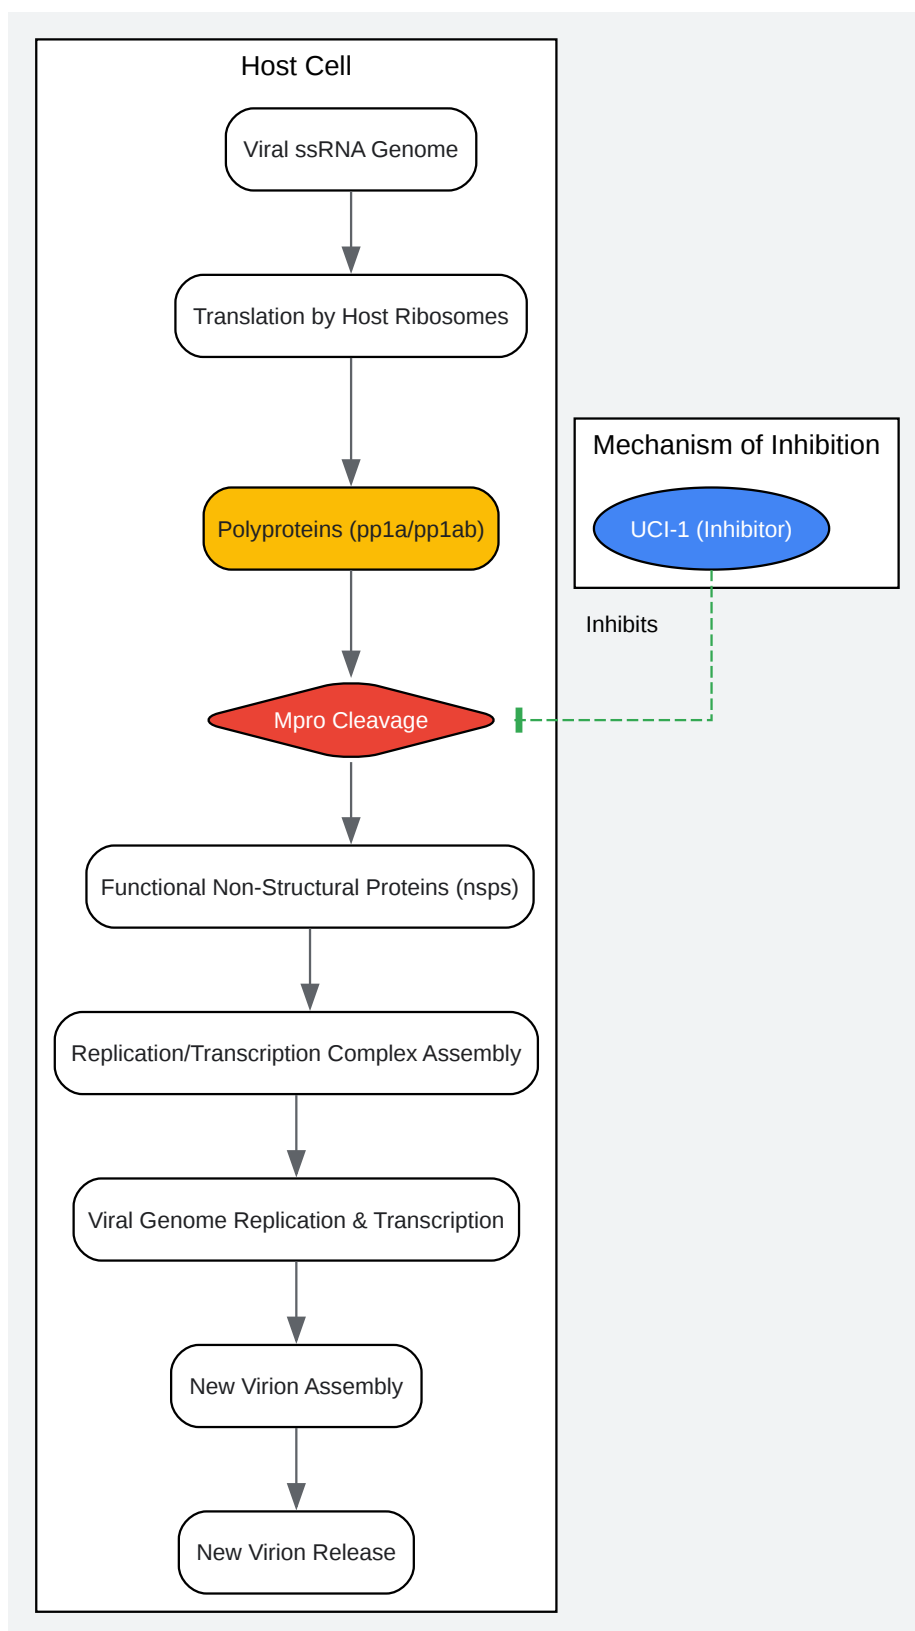 Host Cell
Viral ssRNA Genome
Translation by Host Ribosomes
Mechanism of Inhibition
Polyproteins (pp1a/pp1ab)
UCI-1 (Inhibitor)
Inhibits
Mpro Cleavage
Functional Non-Structural Proteins (nsps)
Replication/Transcription Complex Assembly
Viral Genome Replication & Transcription
New Virion Assembly
New Virion Release